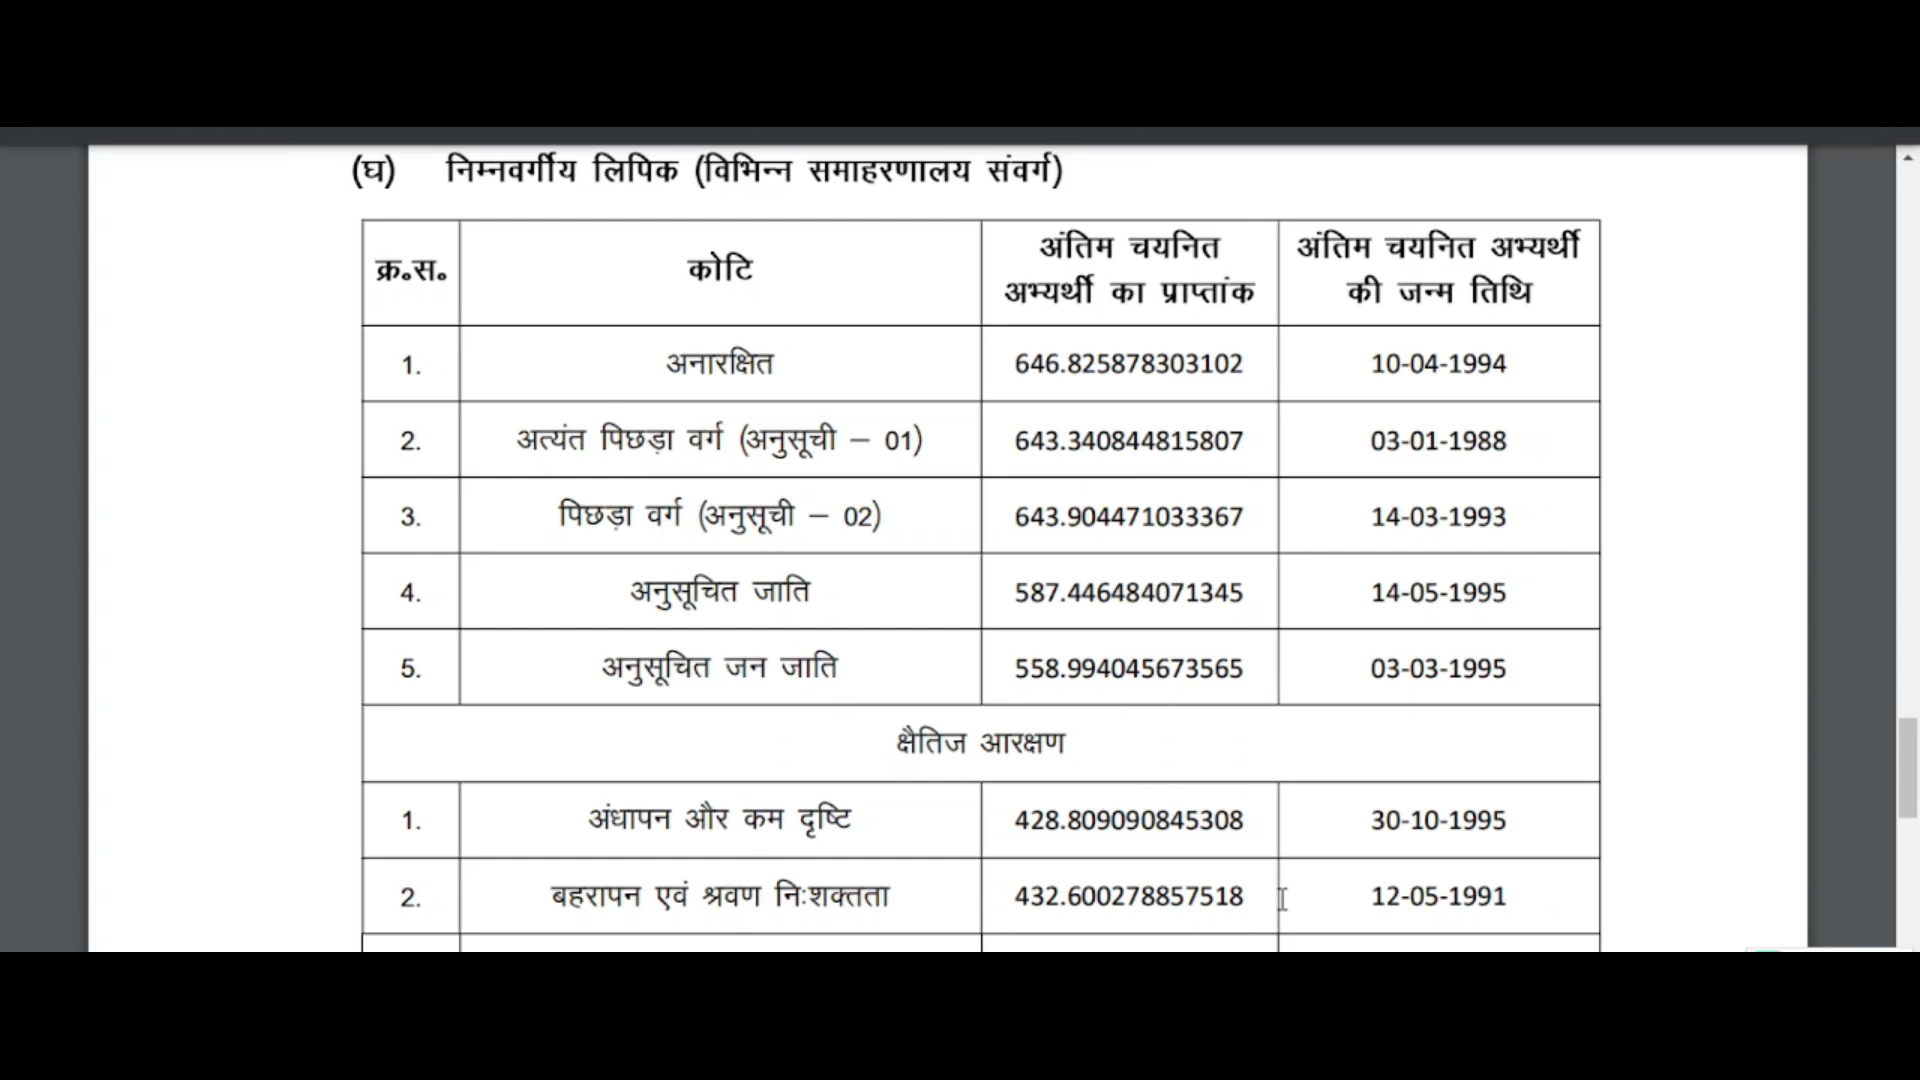 (घ) निम्नवर्गीय लिपिक (विभिन्न समाहरणालय संवर्ग)
क्र॰स॰ कोटि अंतिम चयनित अभ्यर्थी का प्राप्तांक अंतिम चयनित अभ्यर्थी की जन्म तिथि
1. अनारक्षित 646.825878303102 10-04-1994
2. अत्यंत पिछड़ा वर्ग (अनुसूची – 01) 643.340844815807 03-01-1988
3. पिछड़ा वर्ग (अनुसूची – 02) 643.904471033367 14-03-1993
4. अनुसूचित जाति 587.446484071345 14-05-1995
5. अनुसूचित जन जाति 558.994045673565 03-03-1995
क्षैतिज आरक्षण
1. अंधापन और कम दृष्टि 428.809090845308 30-10-1995
2. बहरापन एवं श्रवण निःशक्तता 432.600278857518 12-05-1991